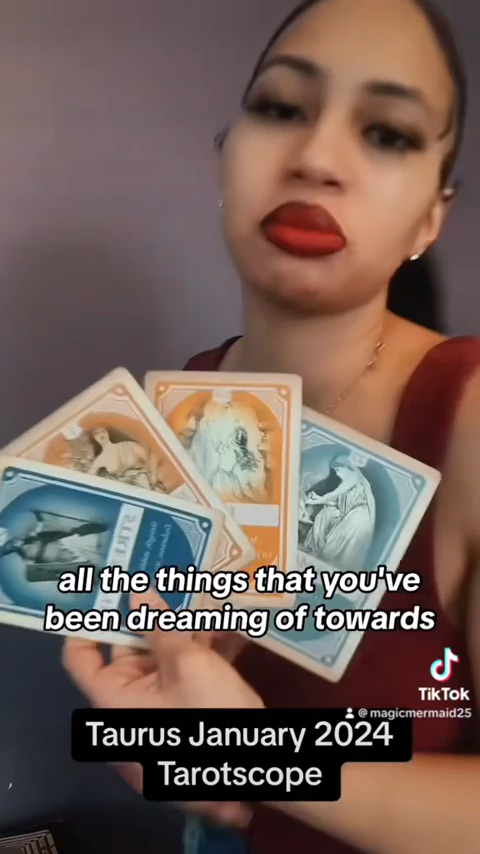 all the things that you've
been dreaming of towards
TikTok
@magicmermaid25
Taurus January 2024
Tarotscope